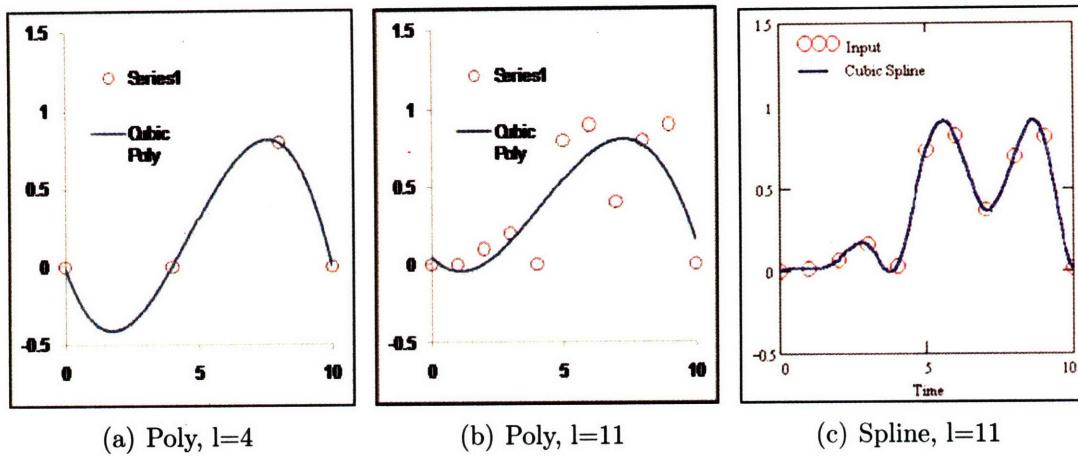 1.5
1
0.5
0
-0.5
0
5
10
Series1
Cubic
Poly
(a) Poly, l=4
1.5
1
0.5
0
-0.5
0
5
10
Series1
Cubic
Poly
(b) Poly, l=11
1.5
1
0.5
0
-0.5
0
5
10
Time
Input
Cubic Spline
(c) Spline, l=11